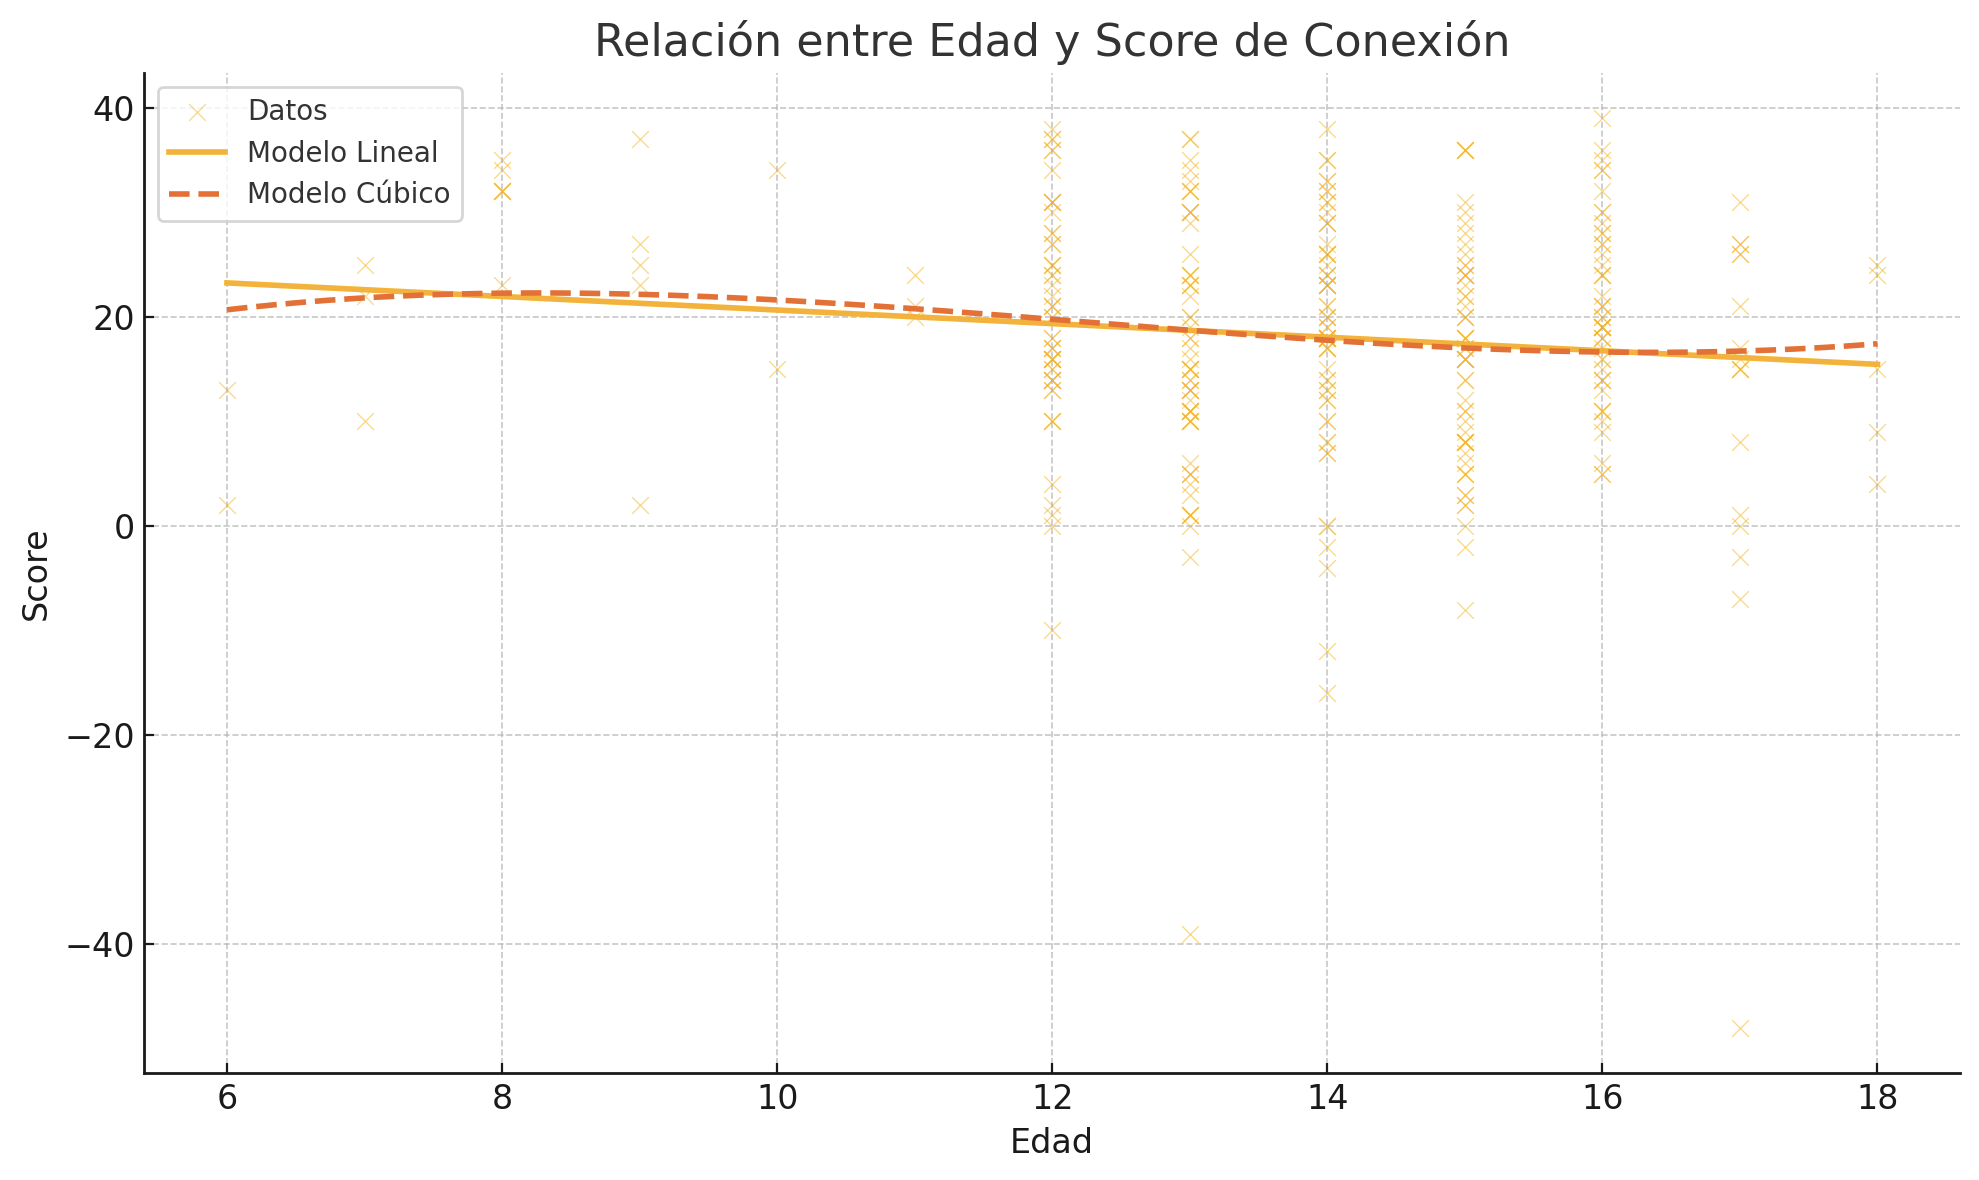 Relación entre Edad y Score de Conexión
Datos
Modelo Lineal
Modelo Cúbico
Score
40
20
0
−20
−40
6 8 10 12 14 16 18
Edad